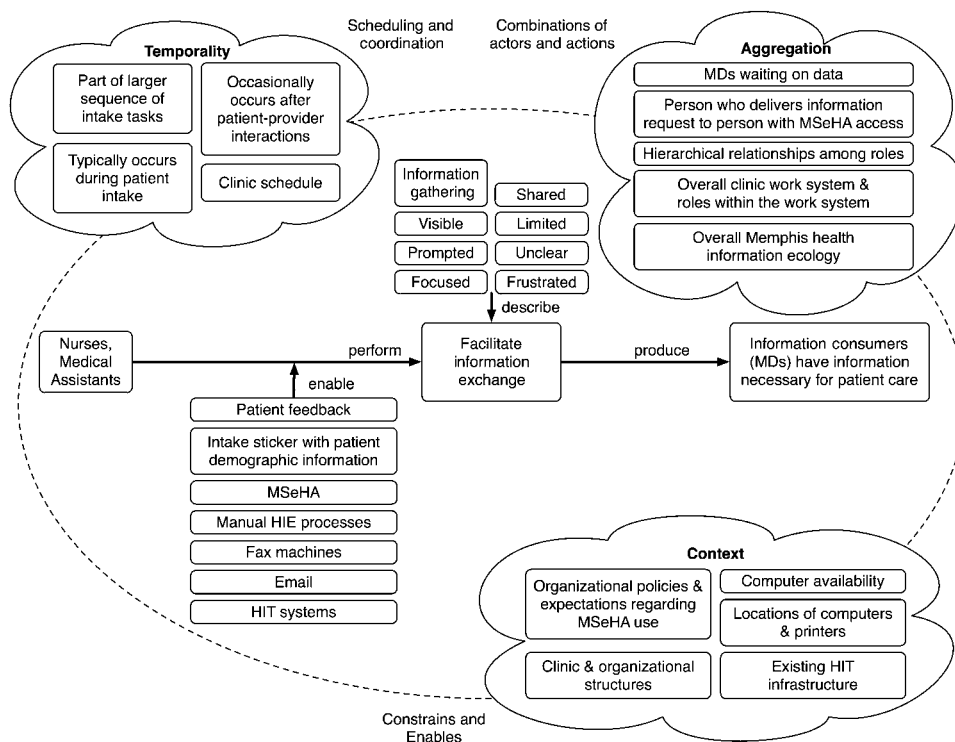 Scheduling and
coordination
Combinations of
actors and actions
Temporality
Part of larger
sequence of
intake tasks
Occasionally
occurs after
patient-provider
interactions
Typically occurs
during patient
intake
Clinic schedule
Aggregation
MDs waiting on data
Person who delivers information
request to person with MSeHA access
Hierarchical relationships among roles
Overall clinic work system &
roles within the work system
Overall Memphis health
information ecology
Information
gathering
Shared
Visible
Limited
Prompted
Unclear
Focused
Frustrated
describe
Nurses,
Medical
Assistants
perform
Facilitate
information
exchange
produce
Information consumers
(MDs) have information
necessary for patient care
enable
Patient feedback
Intake sticker with patient
demographic information
MSeHA
Manual HIE processes
Fax machines
Email
HIT systems
Context
Organizational policies &
expectations regarding
MSeHA use
Computer availability
Locations of computers
& printers
Clinic & organizational
structures
Existing HIT
infrastructure
Constrains and
Enables